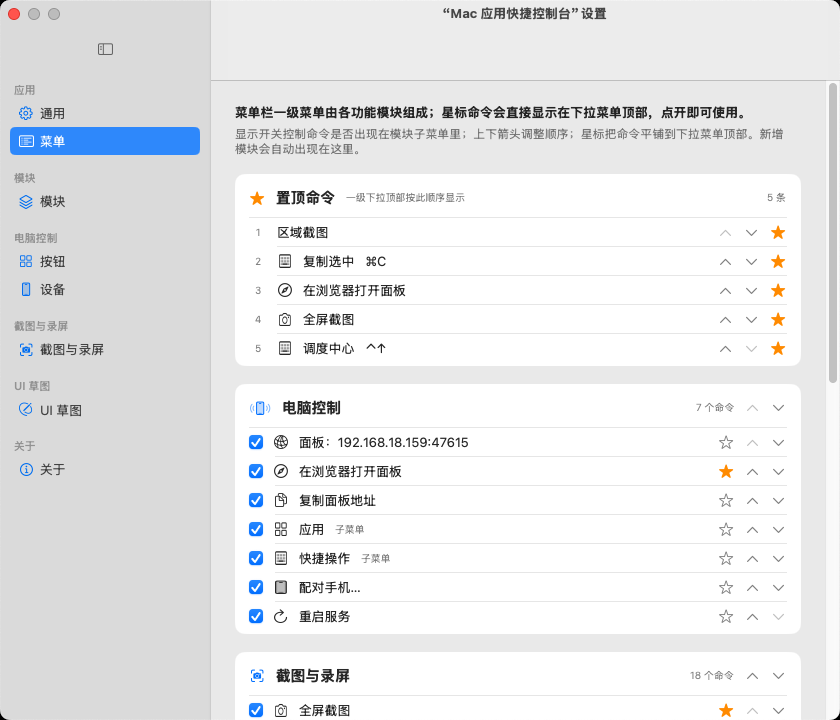 “Mac 应用快捷控制台” 设置
应用
通用
菜单
模块
模块
电脑控制
按钮
设备
截图与录屏
截图与录屏
UI 草图
UI 草图
关于
关于
菜单栏一级菜单由各功能模块组成；星标命令会直接显示在下拉菜单顶部，点开即可使用。
显示开关控制命令是否出现在模块子菜单里；上下箭头调整顺序；星标把命令平铺到下拉菜单顶部。新增
模块会自动出现在这里。
置顶命令 一级下拉顶部按此顺序显示 5 条
1 区域截图
2 复制选中 ⌘C
3 在浏览器打开面板
4 全屏截图
5 调度中心 ^↑
电脑控制 7 个命令
面板：192.168.18.159:47615
在浏览器打开面板
复制面板地址
应用 子菜单
快捷操作 子菜单
配对手机...
重启服务
截图与录屏 18 个命令
全屏截图